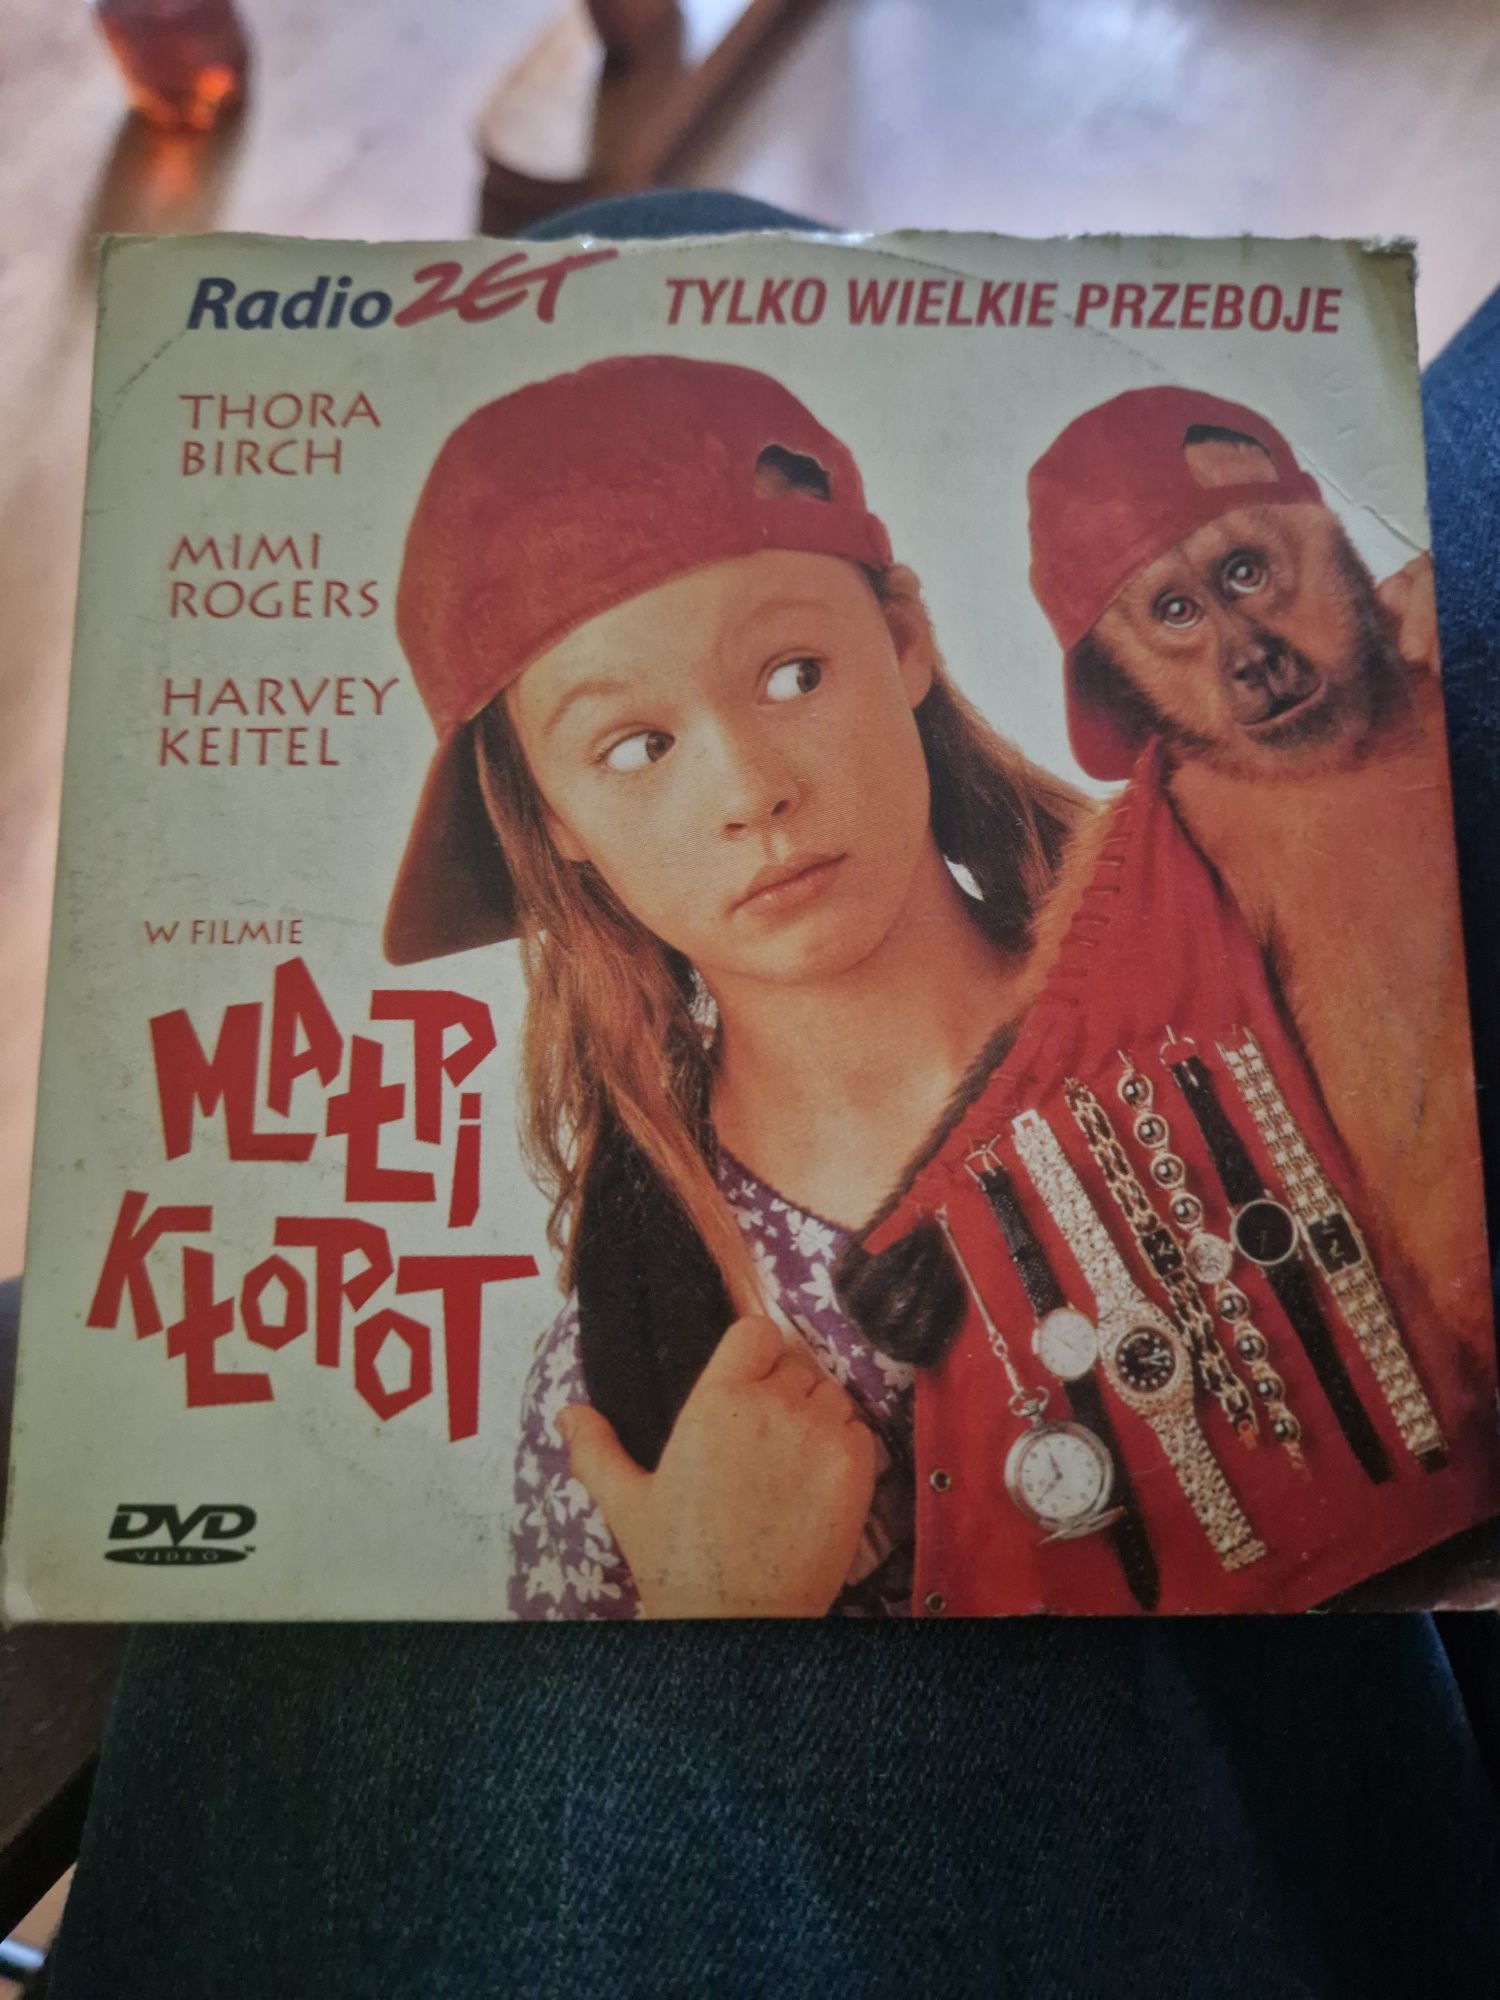 Radio ZET TYLKO WIELKIE PRZEBOJE
THORA
BIRCH
MIMI
ROGERS
HARVEY
KEITEL
W FILMIE
MAŁPi
KŁOPOT
DVD
VIDEO